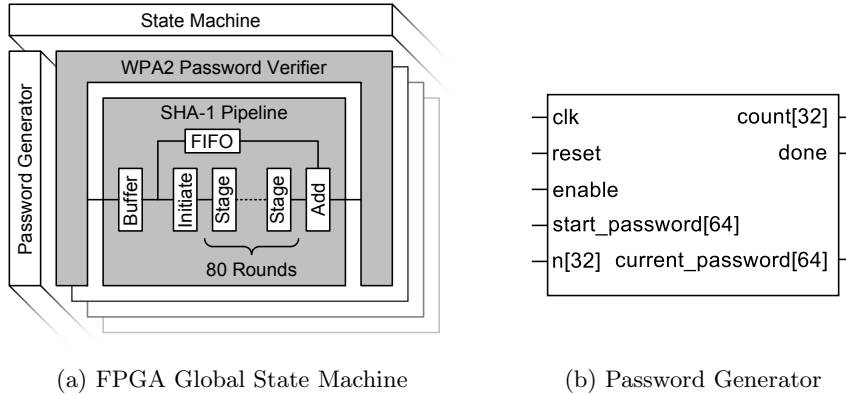 State Machine
Password Generator
WPA2 Password Verifier
SHA-1 Pipeline
FIFO
Buffer
Initiate
Stage
Stage
Add
80 Rounds
(a) FPGA Global State Machine
clk
count[32]
reset
done
enable
start_password[64]
n[32]
current_password[64]
(b) Password Generator